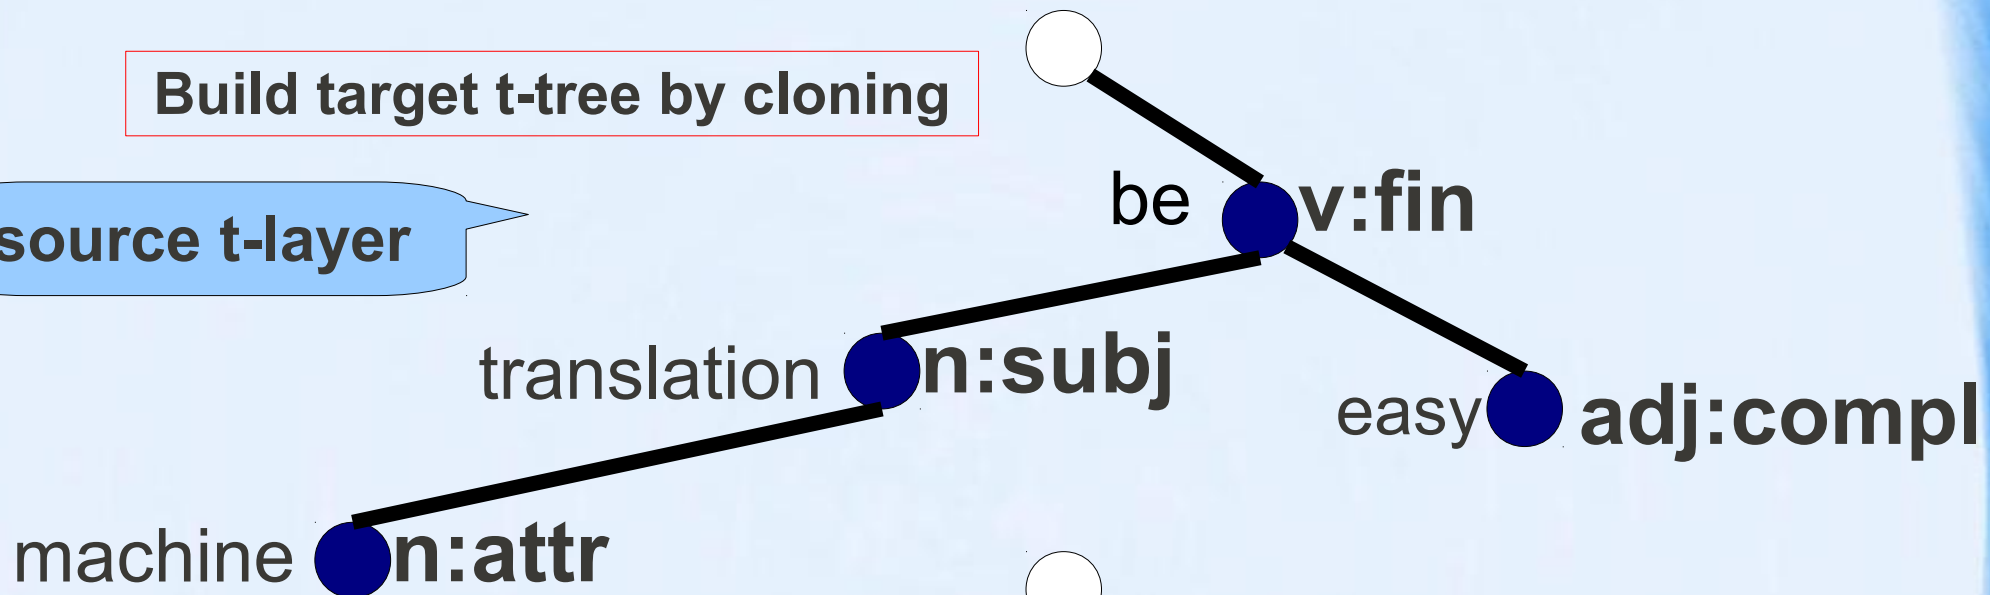 Build target t-tree by cloning
be v:fin
source t-layer
translation n:subj
easy adj:compl
machine n:attr